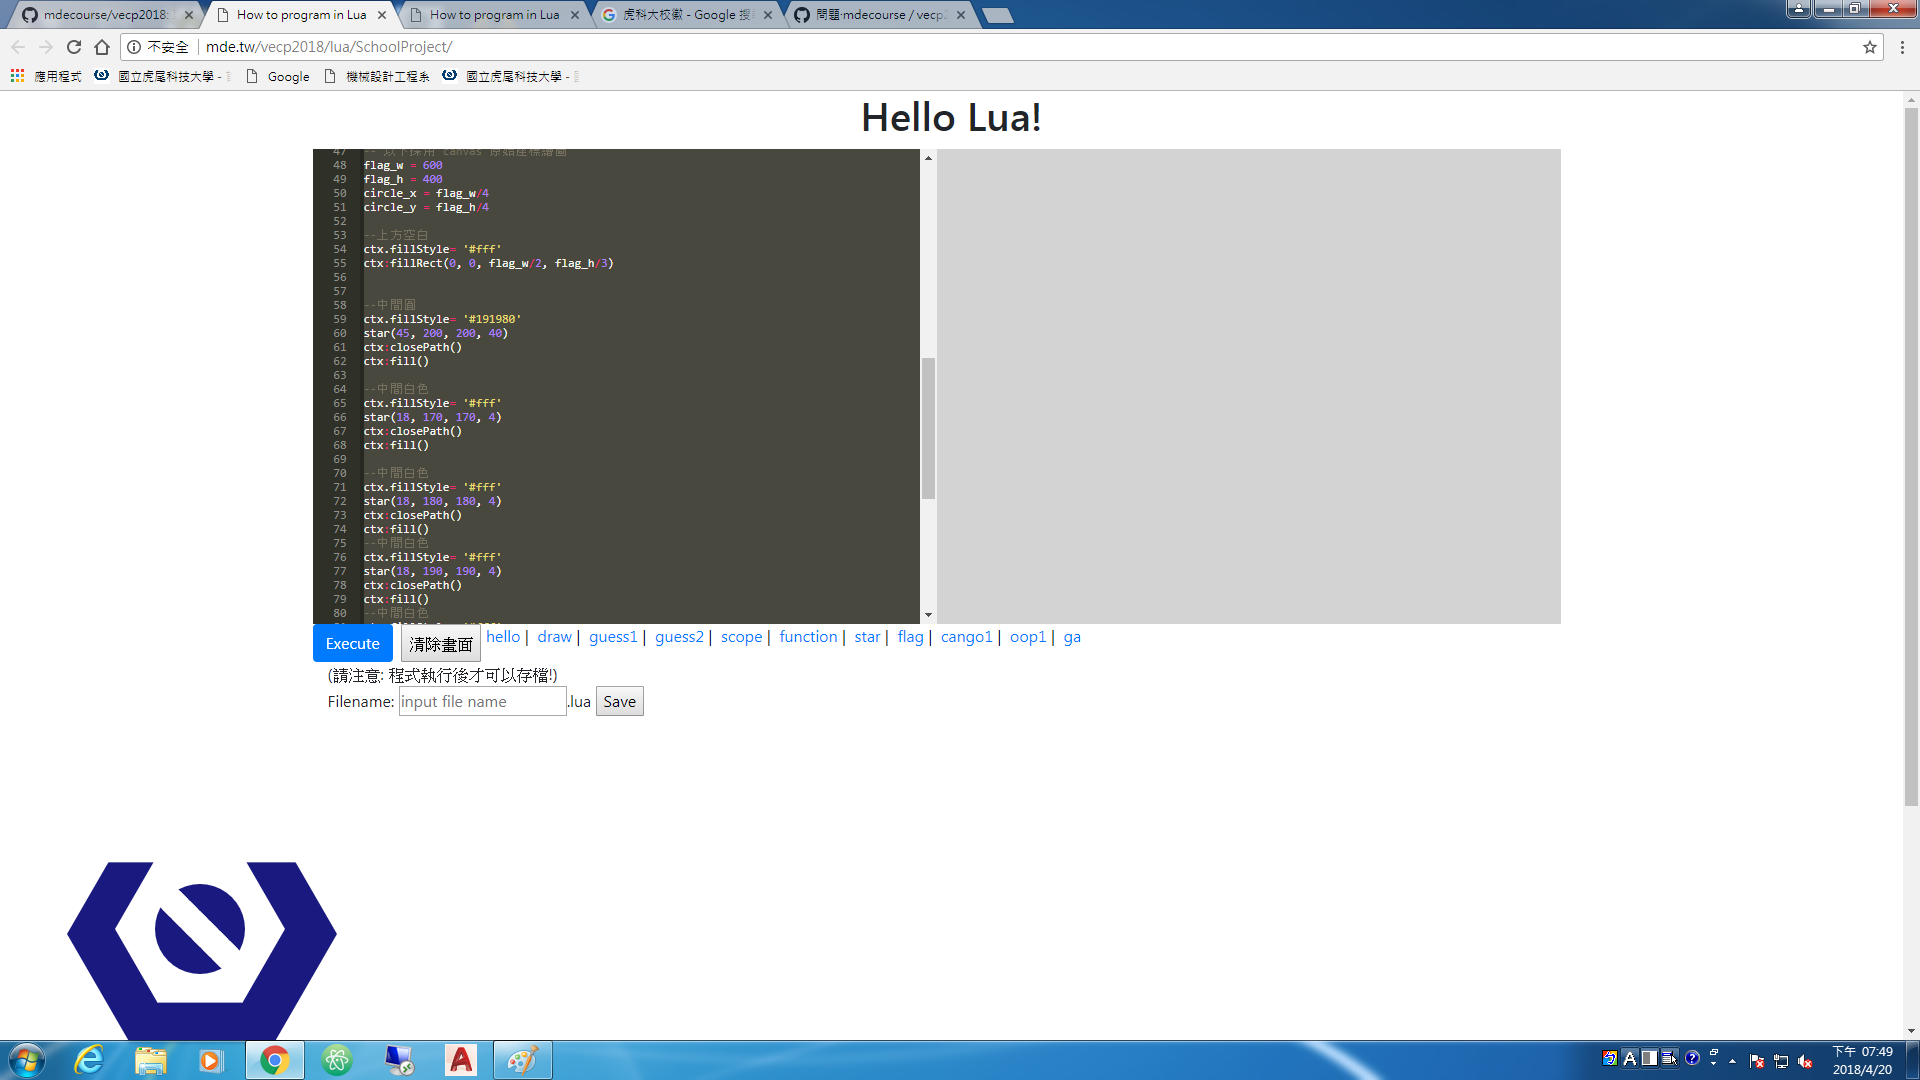 mdecourse/vecp2018:
How to program in Lua
How to program in Lua
虎科大校徽 - Google 搜
問題·mdecourse / vecp2
不安全
mde.tw/vecp2018/lua/SchoolProject/
應用程式
國立虎尾科技大學 -
Google
機械設計工程系
國立虎尾科技大學 -
Hello Lua!
47 -- 以下採用 canvas 原始座標繪圖
48 flag_w = 600
49 flag_h = 400
50 circle_x = flag_w/4
51 circle_y = flag_h/4
52
53 --上方空白
54 ctx.fillStyle= '#fff'
55 ctx:fillRect(0, 0, flag_w/2, flag_h/3)
56
57
58 --中間圓
59 ctx.fillStyle= '#191980'
60 star(45, 200, 200, 40)
61 ctx:closePath()
62 ctx:fill()
63
64 --中間白色
65 ctx.fillStyle= '#fff'
66 star(18, 170, 170, 4)
67 ctx:closePath()
68 ctx:fill()
69
70 --中間白色
71 ctx.fillStyle= '#fff'
72 star(18, 180, 180, 4)
73 ctx:closePath()
74 ctx:fill()
75 --中間白色
76 ctx.fillStyle= '#fff'
77 star(18, 190, 190, 4)
78 ctx:closePath()
79 ctx:fill()
80 --中間白色
Execute 清除畫面 hello | draw | guess1 | guess2 | scope | function | star | flag | cango1 | oop1 | ga
(請注意: 程式執行後才可以存檔!)
Filename: input file name .lua Save
下午 07:49
2018/4/20